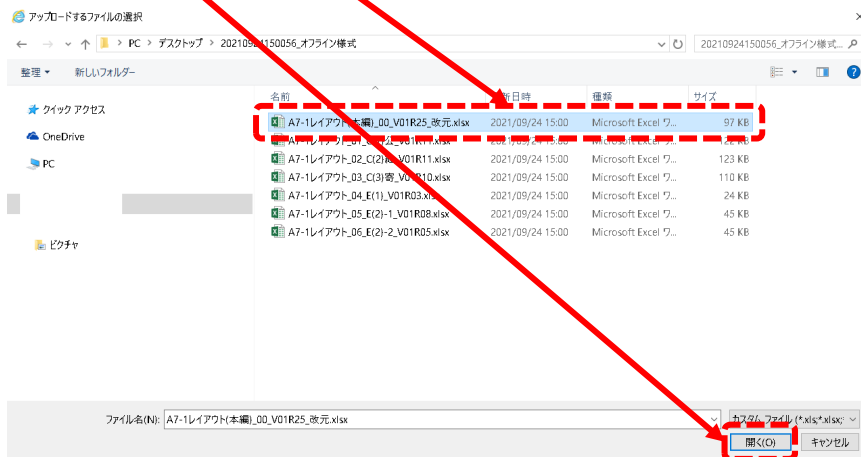 アップロードするファイルの選択
PC > デスクトップ > 20210924150056_オフライン様式
20210924150056_オフライン様式...
整理 新しいフォルダー
名前 新日時 種類 サイズ
クイック アクセス
OneDrive
PC
ピクチャ
A7-1レイアウト(本編)_00_V01R25_改元.xlsx 2021/09/24 15:00 Microsoft Excel ワ... 97 KB
2021/09/24 15:00 Microsoft Excel ワ... 122 KB
A7-1レイアウト_02_C(2) V01R11.xlsx 2021/09/24 15:00 Microsoft Excel ワ... 123 KB
A7-1レイアウト_03_C(3)寄_V01R10.xlsx 2021/09/24 15:00 Microsoft Excel ワ... 110 KB
A7-1レイアウト_04_E(1)_V01R03.xlsx 2021/09/24 15:00 Microsoft Excel ワ... 24 KB
A7-1レイアウト_05_E(2)-1_V01R08.xlsx 2021/09/24 15:00 Microsoft Excel ワ... 45 KB
A7-1レイアウト_06_E(2)-2_V01R05.xlsx 2021/09/24 15:00 Microsoft Excel ワ... 45 KB
ファイル名(N): A7-1レイアウト(本編)_00_V01R25_改元.xlsx
カスタム ファイル (*.xls;*.xlsx;*
開く(O) キャンセル